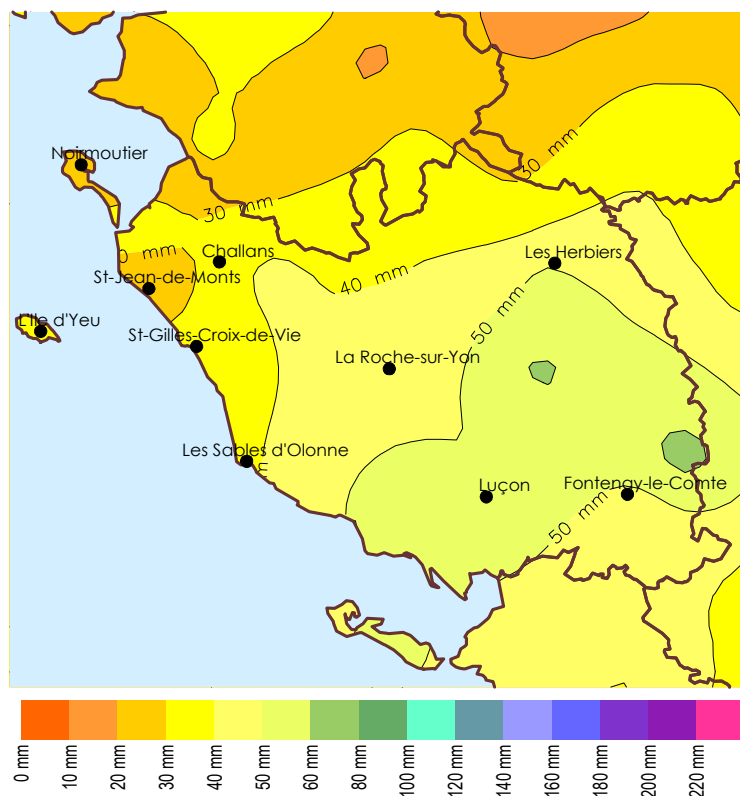 Noirmoutier
30 mm
30 mm
0 mm
Challans
Les Herbiers
St-Jean-de-Monts
40 mm
L'Ile d'Yeu
St-Gilles-Croix-de-Vie
50 mm
La Roche-sur-Yon
Les Sables d'Olonne
Luçon
Fontenay-le-Comte
50 mm
0 mm
10 mm
20 mm
30 mm
40 mm
50 mm
60 mm
80 mm
100 mm
120 mm
140 mm
160 mm
180 mm
200 mm
220 mm